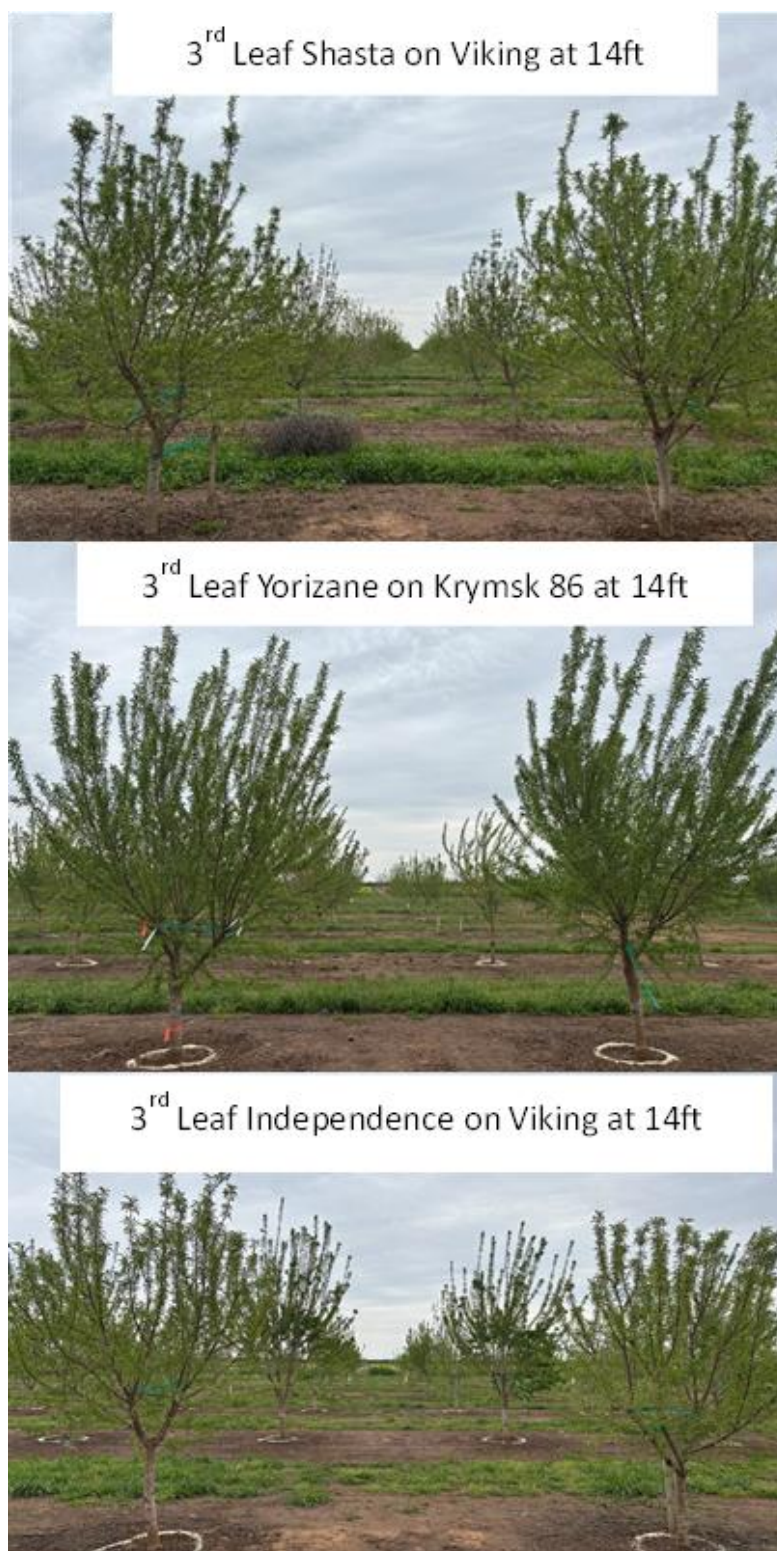 3rd Leaf Shasta on Viking at 14ft
3rd Leaf Yorizane on Krymsk 86 at 14ft
3rd Leaf Independence on Viking at 14ft